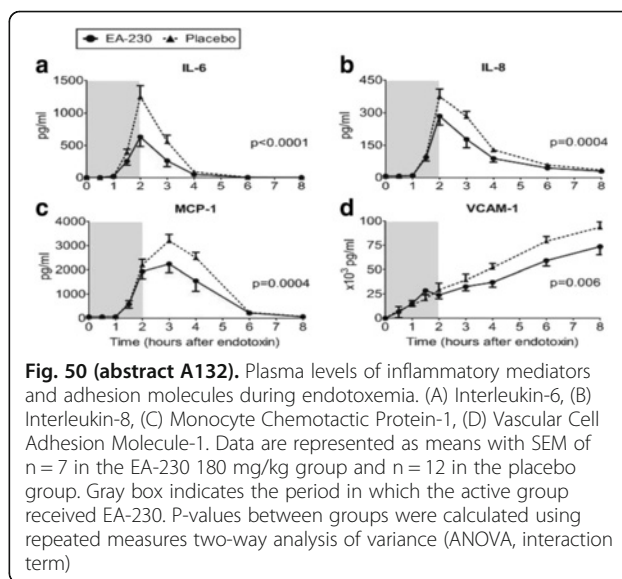 EA-230 Placebo
a IL-6
b IL-8
1500
1000
500
0
pg/ml
p<0.0001
0 1 2 3 4 6 8
450
300
150
0
pg/ml
p=0.0004
0 1 2 3 4 6 8
c MCP-1
d VCAM-1
4000
3000
2000
1000
0
pg/ml
p=0.0004
0 1 2 3 4 6 8
Time (hours after endotoxin)
100
75
50
25
0
x10³ pg/ml
p=0.006
0 1 2 3 4 6 8
Time (hours after endotoxin)
Fig. 50 (abstract A132). Plasma levels of inflammatory mediators
and adhesion molecules during endotoxemia. (A) Interleukin-6, (B)
Interleukin-8, (C) Monocyte Chemotactic Protein-1, (D) Vascular Cell
Adhesion Molecule-1. Data are represented as means with SEM of
n = 7 in the EA-230 180 mg/kg group and n = 12 in the placebo
group. Gray box indicates the period in which the active group
received EA-230. P-values between groups were calculated using
repeated measures two-way analysis of variance (ANOVA, interaction
term)